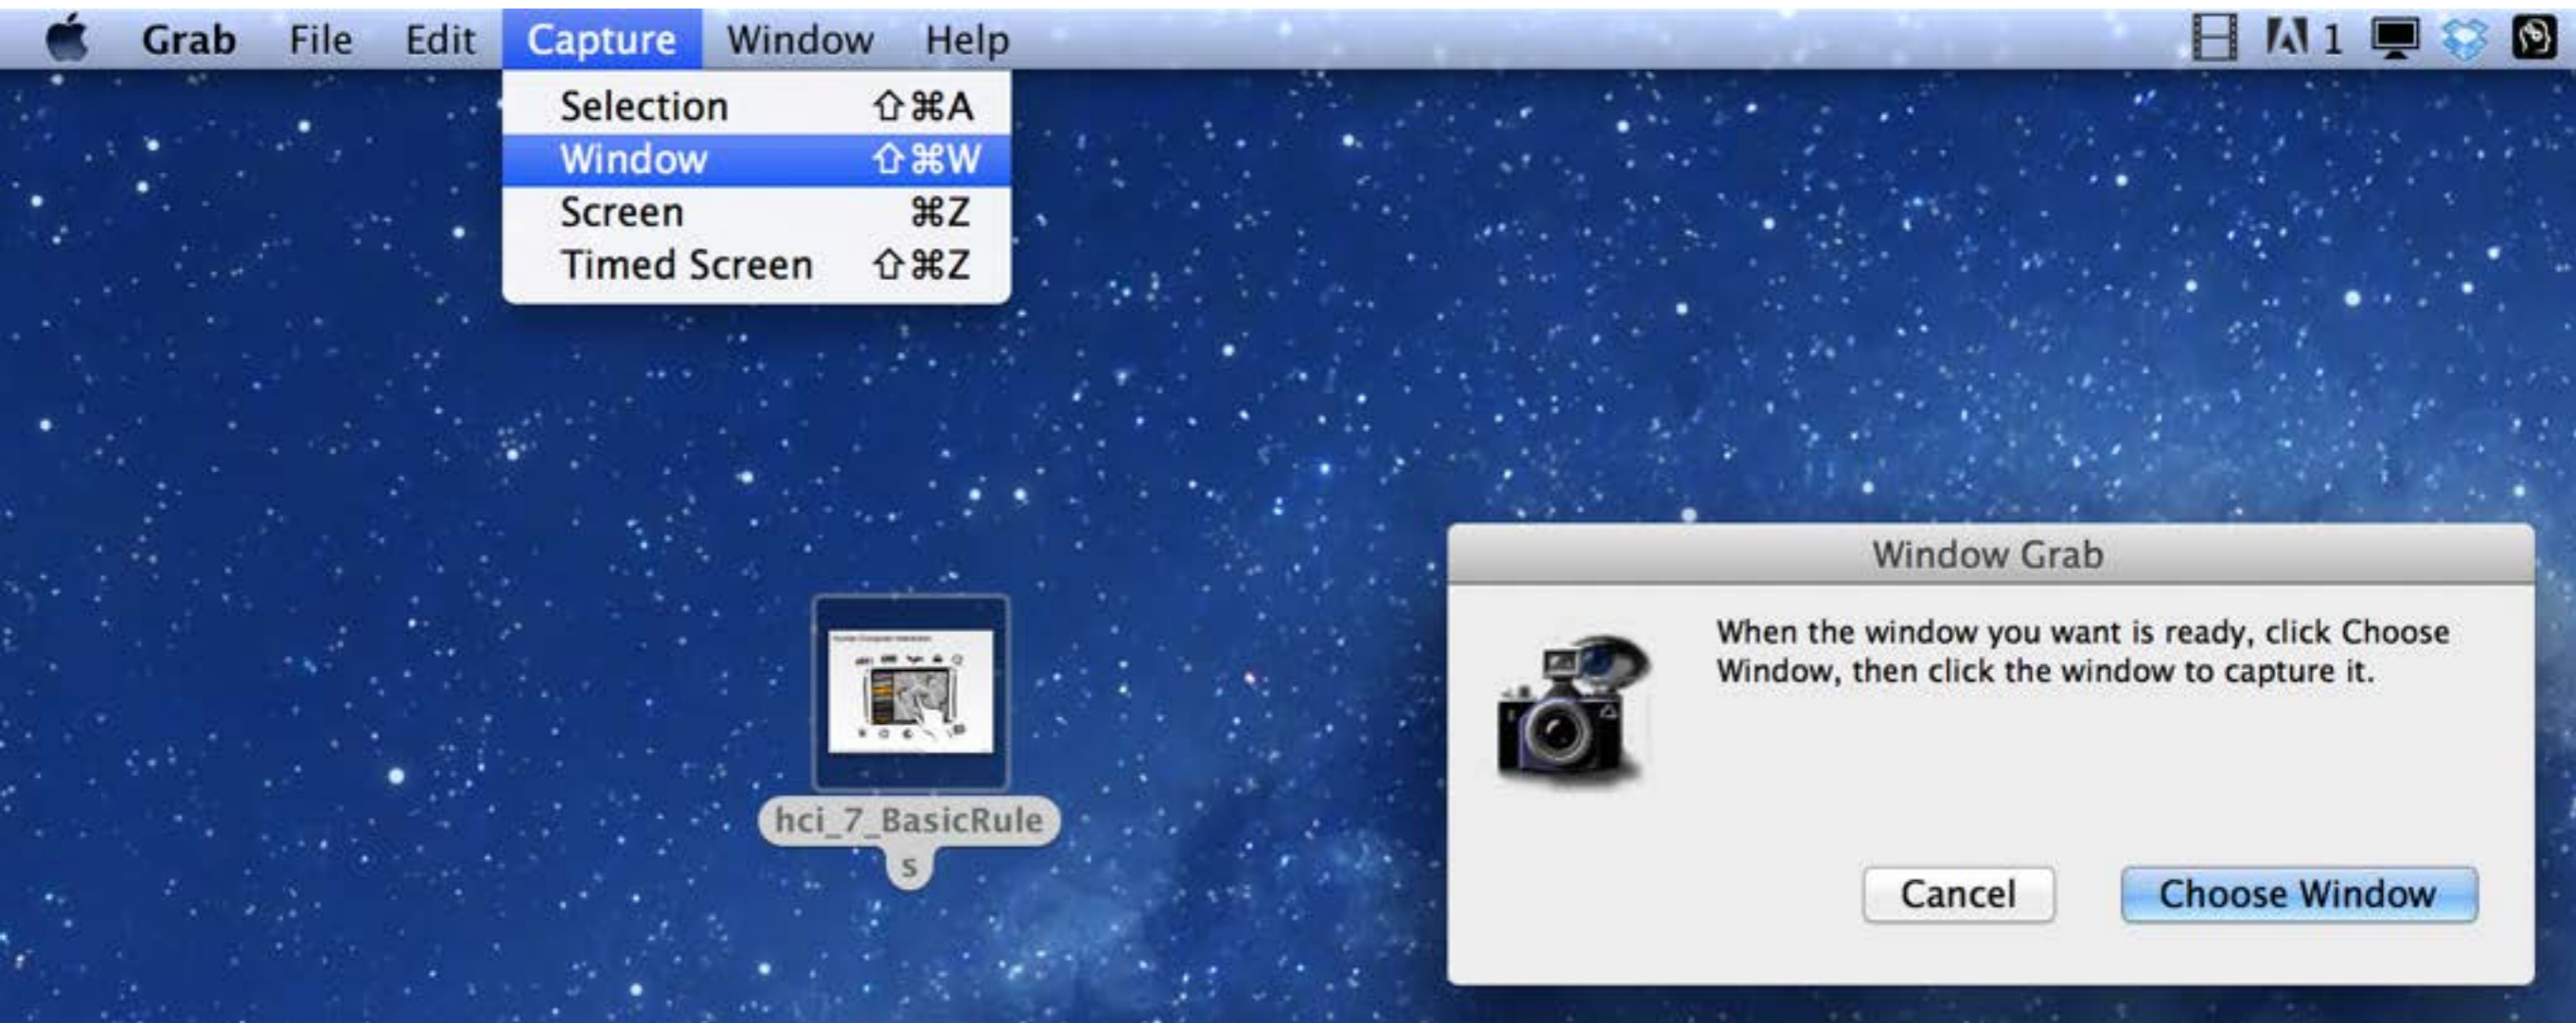 Grab File Edit Capture Window Help 1
Selection ⇧⌘A
Window ⇧⌘W
Screen ⌘Z
Timed Screen ⇧⌘Z
Window Grab
When the window you want is ready, click Choose
Window, then click the window to capture it.
hci_7_BasicRule
s
Cancel Choose Window